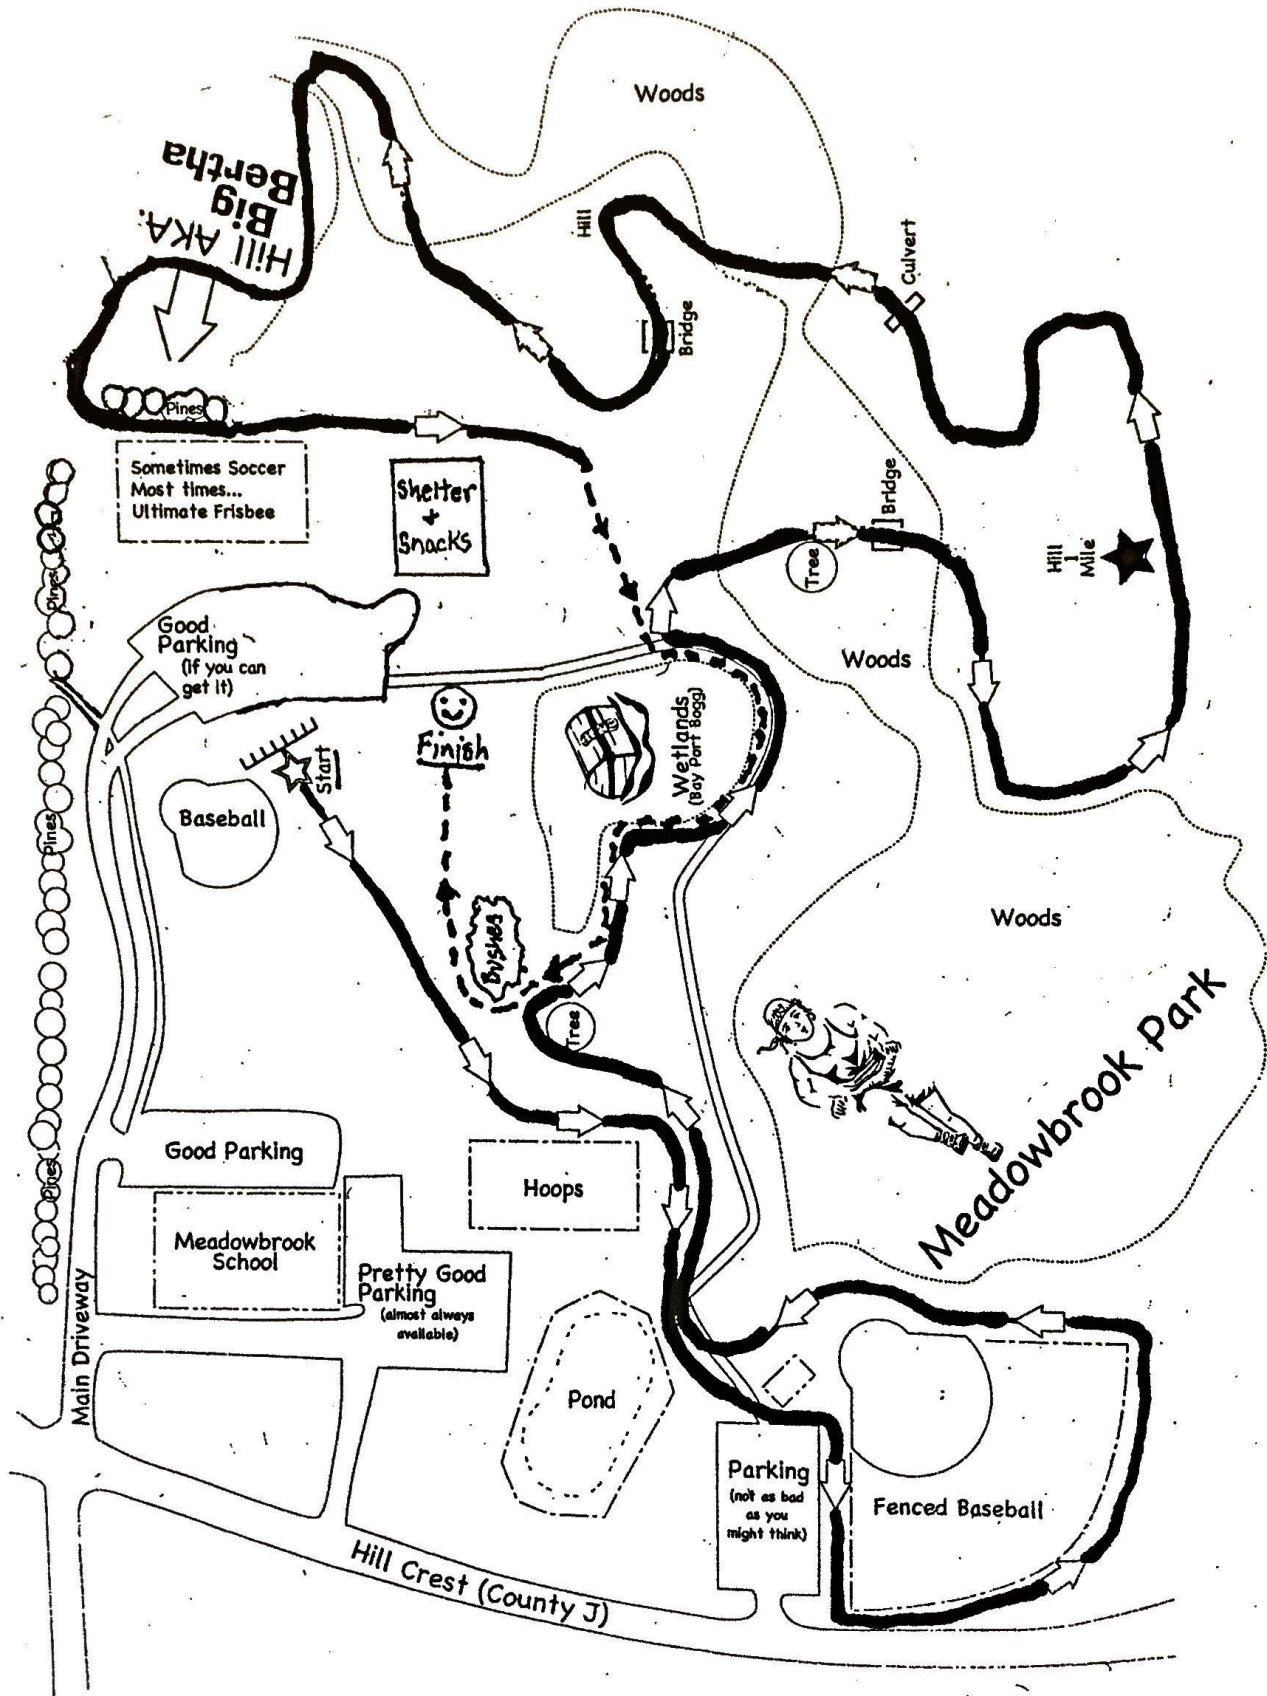 Woods
Hill AKA:
Big
Bertha
Hill
Culvert
Bridge
Pines
Sometimes Soccer
Most times...
Ultimate Frisbee
Shelter
+
Snacks
Bridge
Tree
Hill
1
Mile
Pines
Good
Parking
(if you can
get it)
Woods
Finish
Start
Wetlands
(Bay Port Bogg)
Baseball
Pines
Bushes
Woods
Tree
Meadowbrook Park
Good Parking
Pines
Hoops
Meadowbrook
School
Pretty Good
Parking
(almost always
available)
Main Driveway
Pond
Parking
(not as bad
as you
might think)
Fenced Baseball
Hill Crest (County J)